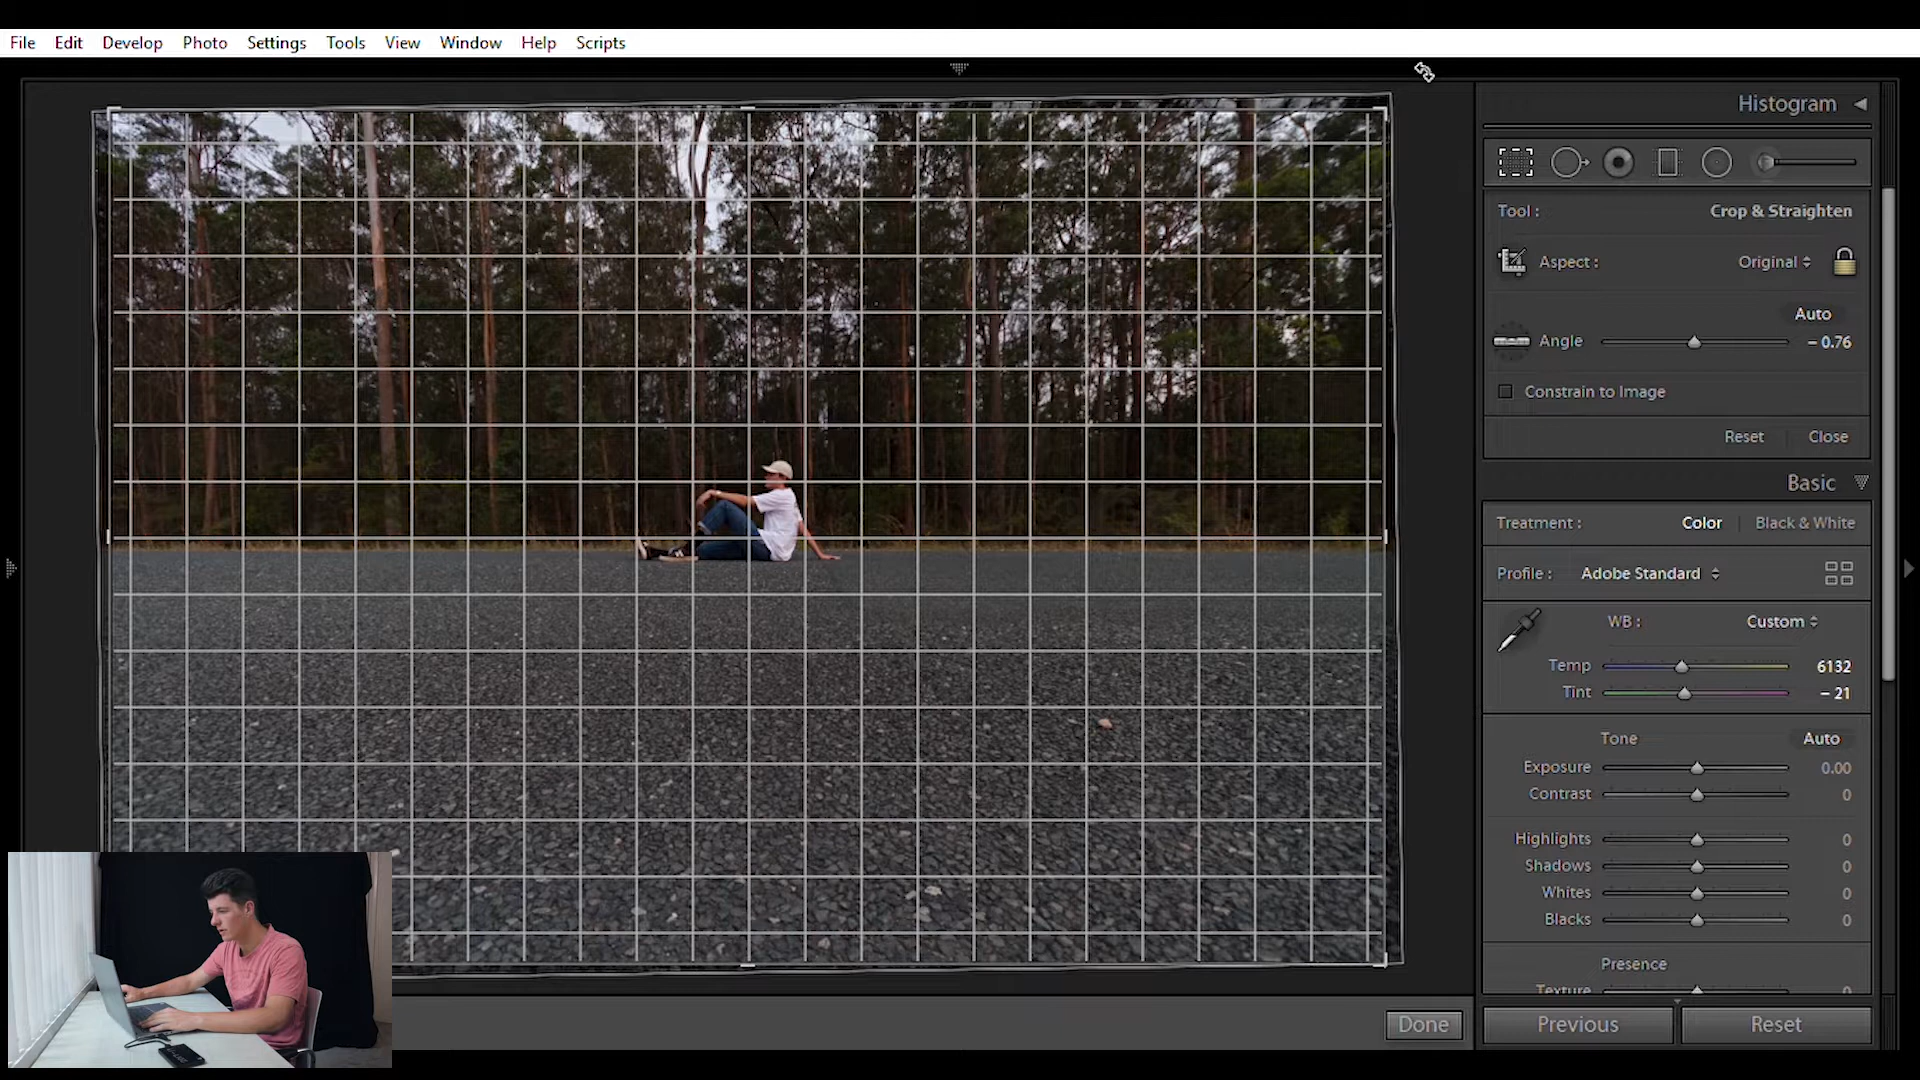 File Edit Develop Photo Settings Tools View Window Help Scripts
Histogram
Tool : Crop & Straighten
Aspect : Original
Auto
Angle – 0.76
Constrain to Image
Reset Close
Basic
Treatment : Color Black & White
Profile : Adobe Standard
WB : Custom
Temp 6132
Tint – 21
Tone Auto
Exposure 0.00
Contrast 0
Highlights 0
Shadows 0
Whites 0
Blacks 0
Presence
Texture 0
Done Previous Reset